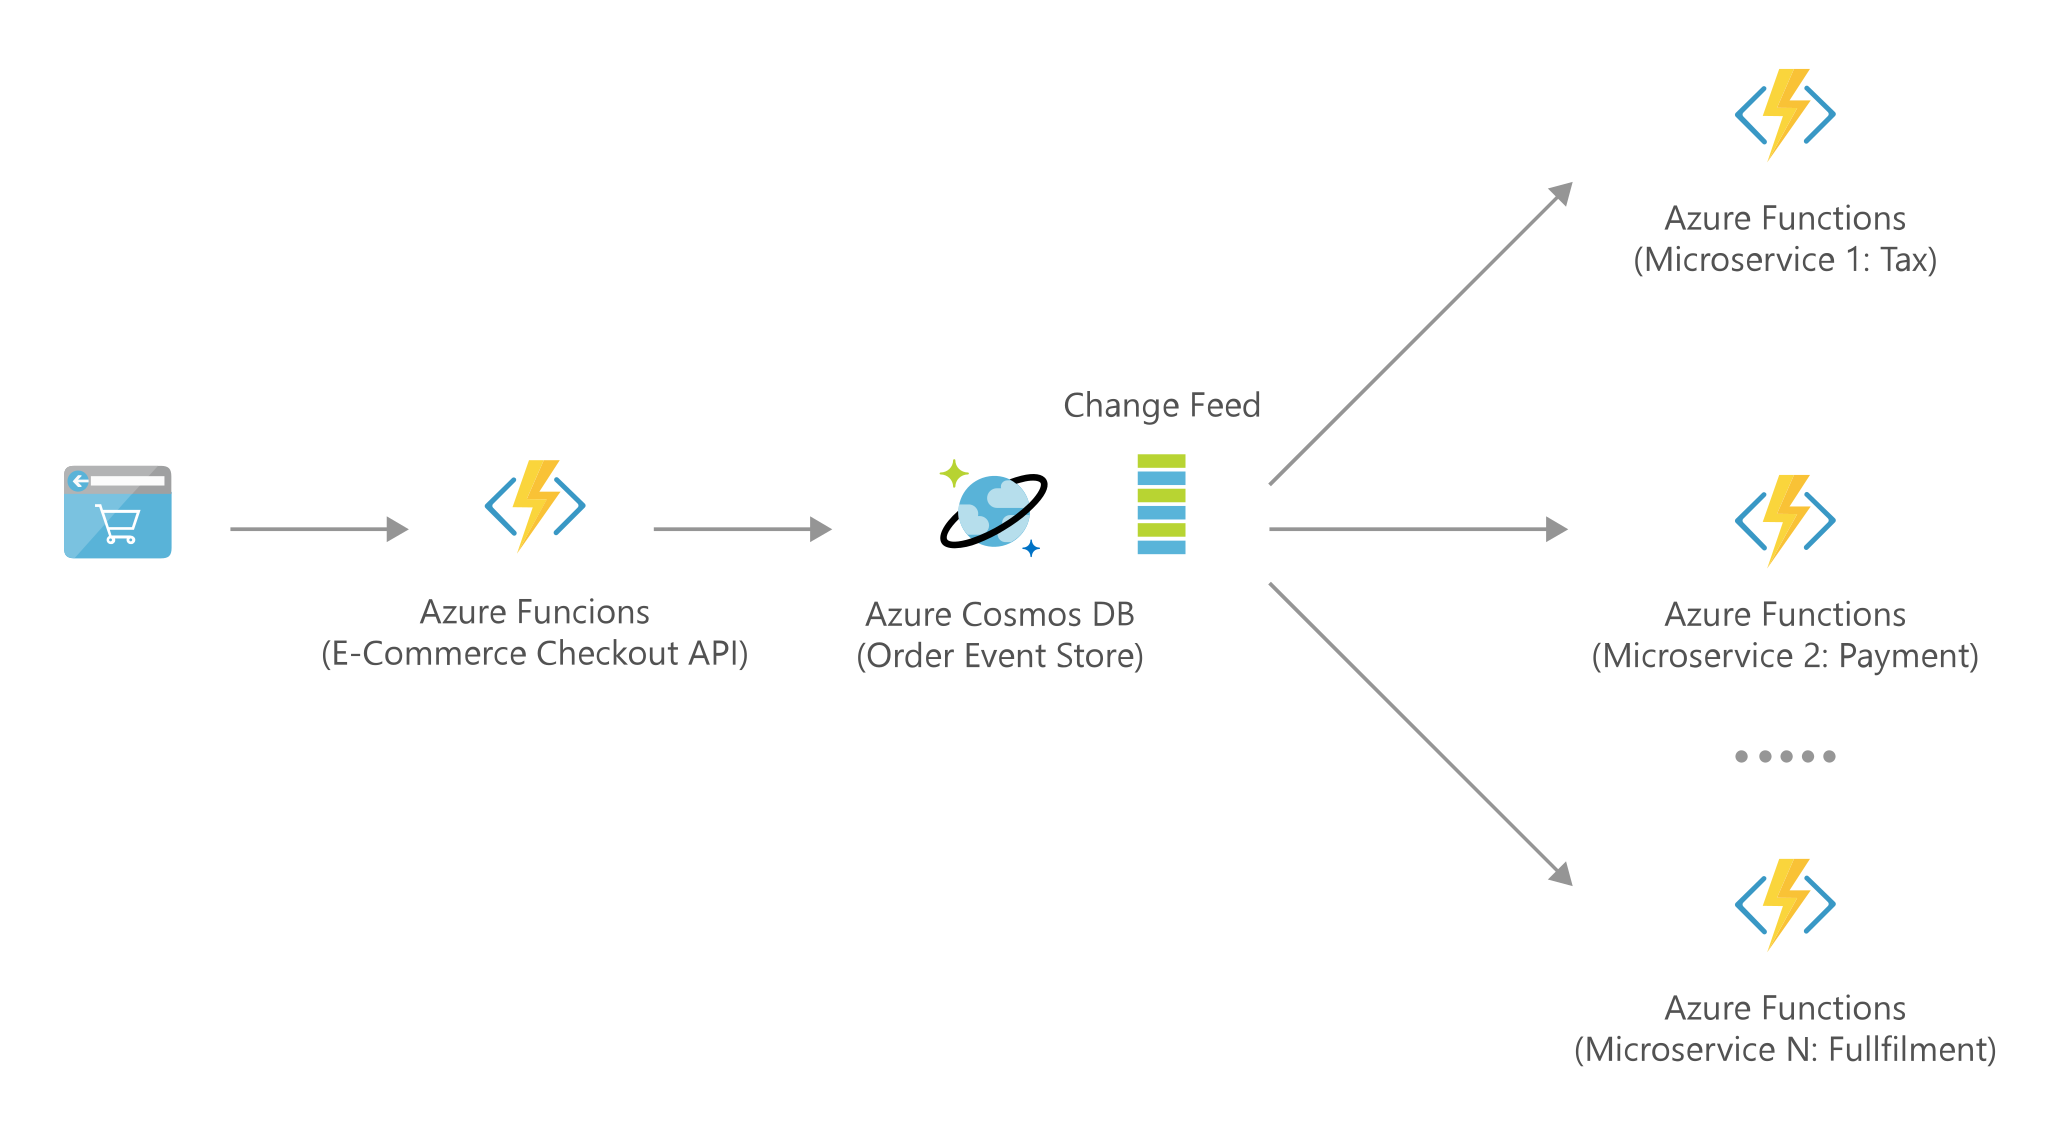 Change Feed
Azure Funcions
(E-Commerce Checkout API)
Azure Cosmos DB
(Order Event Store)
Azure Functions
(Microservice 1: Tax)
Azure Functions
(Microservice 2: Payment)
Azure Functions
(Microservice N: Fullfilment)